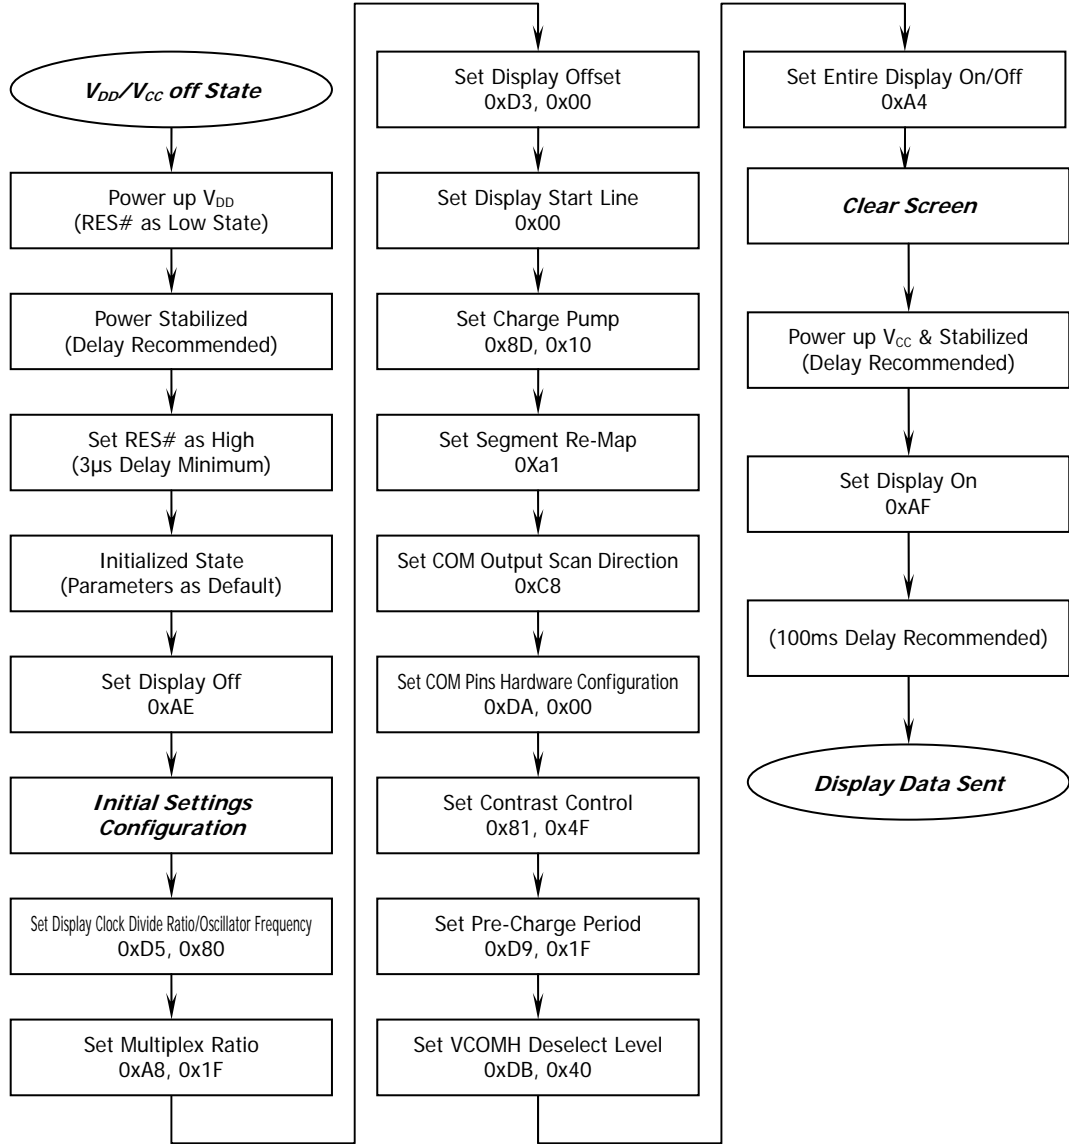 V_DD/V_CC off State
Power up V_DD
(RES# as Low State)
Power Stabilized
(Delay Recommended)
Set RES# as High
(3µs Delay Minimum)
Initialized State
(Parameters as Default)
Set Display Off
0xAE
Initial Settings
Configuration
Set Display Clock Divide Ratio/Oscillator Frequency
0xD5, 0x80
Set Multiplex Ratio
0xA8, 0x1F
Set Display Offset
0xD3, 0x00
Set Display Start Line
0x00
Set Charge Pump
0x8D, 0x10
Set Segment Re-Map
0Xa1
Set COM Output Scan Direction
0xC8
Set COM Pins Hardware Configuration
0xDA, 0x00
Set Contrast Control
0x81, 0x4F
Set Pre-Charge Period
0xD9, 0x1F
Set VCOMH Deselect Level
0xDB, 0x40
Set Entire Display On/Off
0xA4
Clear Screen
Power up V_CC & Stabilized
(Delay Recommended)
Set Display On
0xAF
(100ms Delay Recommended)
Display Data Sent